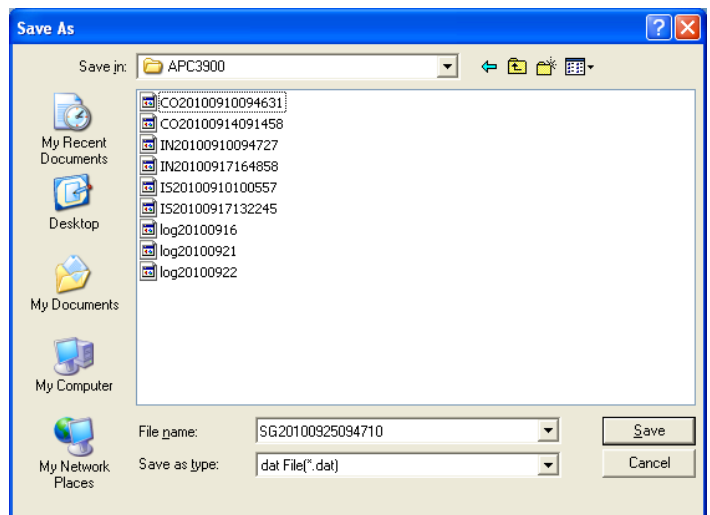 Save As
Save in:
APC3900
My Recent
Documents
Desktop
My Documents
My Computer
My Network
Places
CO20100910094631
CO20100914091458
IN20100910094727
IN20100917164858
IS20100910100557
IS20100917132245
log20100916
log20100921
log20100922
File name:
SG20100925094710
Save
Save as type:
dat File(*.dat)
Cancel